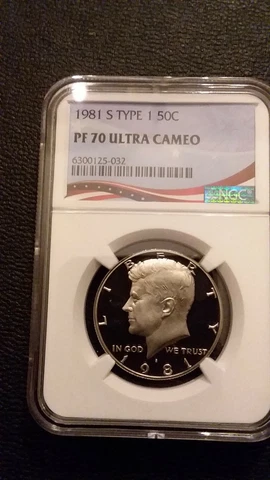 1981 S TYPE 1 50C
PF 70 ULTRA CAMEO
6300125-032
NGC
LIBERTY
IN GOD WE TRUST
1981